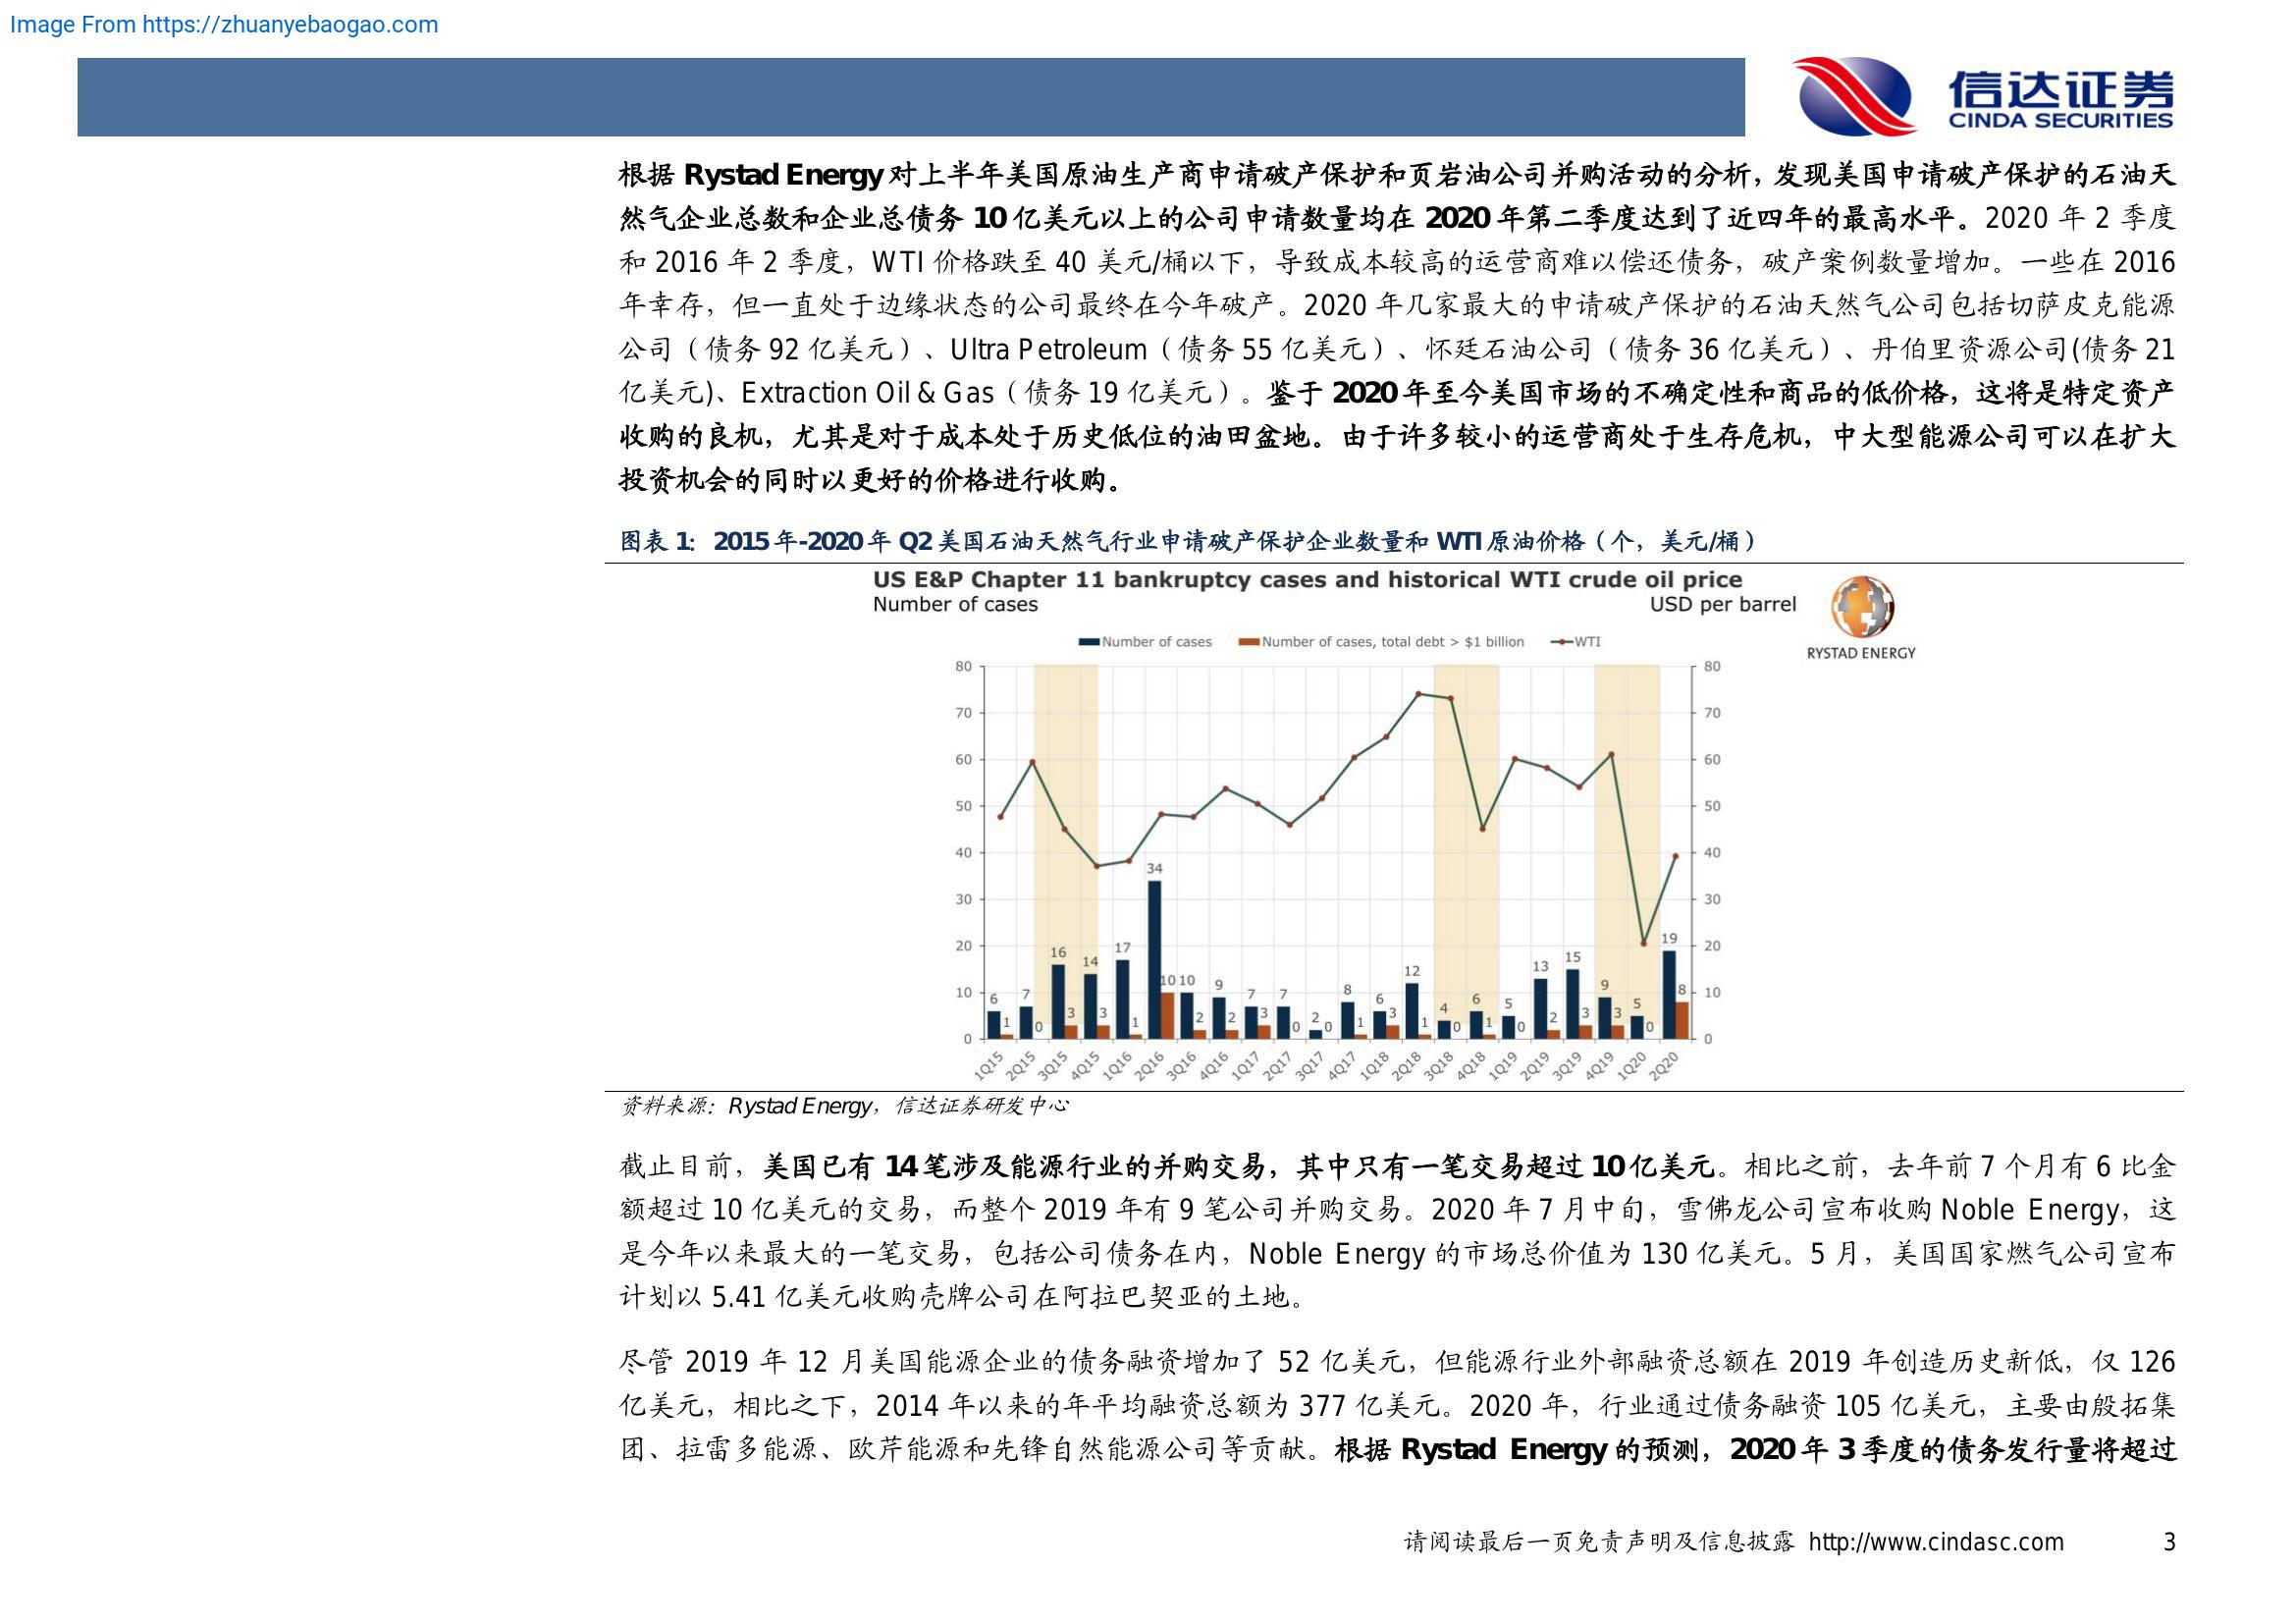 Image From https://zhuanyebaogao.com
信达证券
CINDA SECURITIES
根据 Rystad Energy 对上半年美国原油生产商申请破产保护和页岩油公司并购活动的分析，发现美国申请破产保护的石油天
然气企业总数和企业总债务 10 亿美元以上的公司申请数量均在 2020 年第二季度达到了近四年的最高水平。2020 年 2 季度
和 2016 年 2 季度，WTI 价格跌至 40 美元/桶以下，导致成本较高的运营商难以偿还债务，破产案例数量增加。一些在 2016
年幸存，但一直处于边缘状态的公司最终在今年破产。2020 年几家最大的申请破产保护的石油天然气公司包括切萨皮克能源
公司（债务 92 亿美元）、Ultra Petroleum（债务 55 亿美元）、怀廷石油公司（债务 36 亿美元）、丹伯里资源公司(债务 21
亿美元)、Extraction Oil & Gas（债务 19 亿美元）。鉴于 2020 年至今美国市场的不确定性和商品的低价格，这将是特定资产
收购的良机，尤其是对于成本处于历史低位的油田盆地。由于许多较小的运营商处于生存危机，中大型能源公司可以在扩大
投资机会的同时以更好的价格进行收购。
图表 1：2015 年-2020 年 Q2 美国石油天然气行业申请破产保护企业数量和 WTI 原油价格（个，美元/桶）
US E&P Chapter 11 bankruptcy cases and historical WTI crude oil price
Number of cases USD per barrel
RYSTAD ENERGY
Number of cases Number of cases, total debt > $1 billion WTI
80 80
70 70
60 60
50 50
40 40
30 30
20 20
10 10
0 0
6 7 16 14 17 34 10 9 7 7 2 8 6 12 4 6 5 13 15 9 5 19
1 0 3 3 1 10 2 2 3 0 0 1 3 1 0 1 0 2 3 3 0 8
1Q15 2Q15 3Q15 4Q15 1Q16 2Q16 3Q16 4Q16 1Q17 2Q17 3Q17 4Q17 1Q18 2Q18 3Q18 4Q18 1Q19 2Q19 3Q19 4Q19 1Q20 2Q20
资料来源：Rystad Energy，信达证券研发中心
截止目前，美国已有 14 笔涉及能源行业的并购交易，其中只有一笔交易超过 10 亿美元。相比之前，去年前 7 个月有 6 比金
额超过 10 亿美元的交易，而整个 2019 年有 9 笔公司并购交易。2020 年 7 月中旬，雪佛龙公司宣布收购 Noble Energy，这
是今年以来最大的一笔交易，包括公司债务在内，Noble Energy 的市场总价值为 130 亿美元。5 月，美国国家燃气公司宣布
计划以 5.41 亿美元收购壳牌公司在阿拉巴契亚的土地。
尽管 2019 年 12 月美国能源企业的债务融资增加了 52 亿美元，但能源行业外部融资总额在 2019 年创造历史新低，仅 126
亿美元，相比之下，2014 年以来的年平均融资总额为 377 亿美元。2020 年，行业通过债务融资 105 亿美元，主要由殷拓集
团、拉雷多能源、欧芹能源和先锋自然能源公司等贡献。根据 Rystad Energy 的预测，2020 年 3 季度的债务发行量将超过
请阅读最后一页免责声明及信息披露 http://www.cindasc.com 3